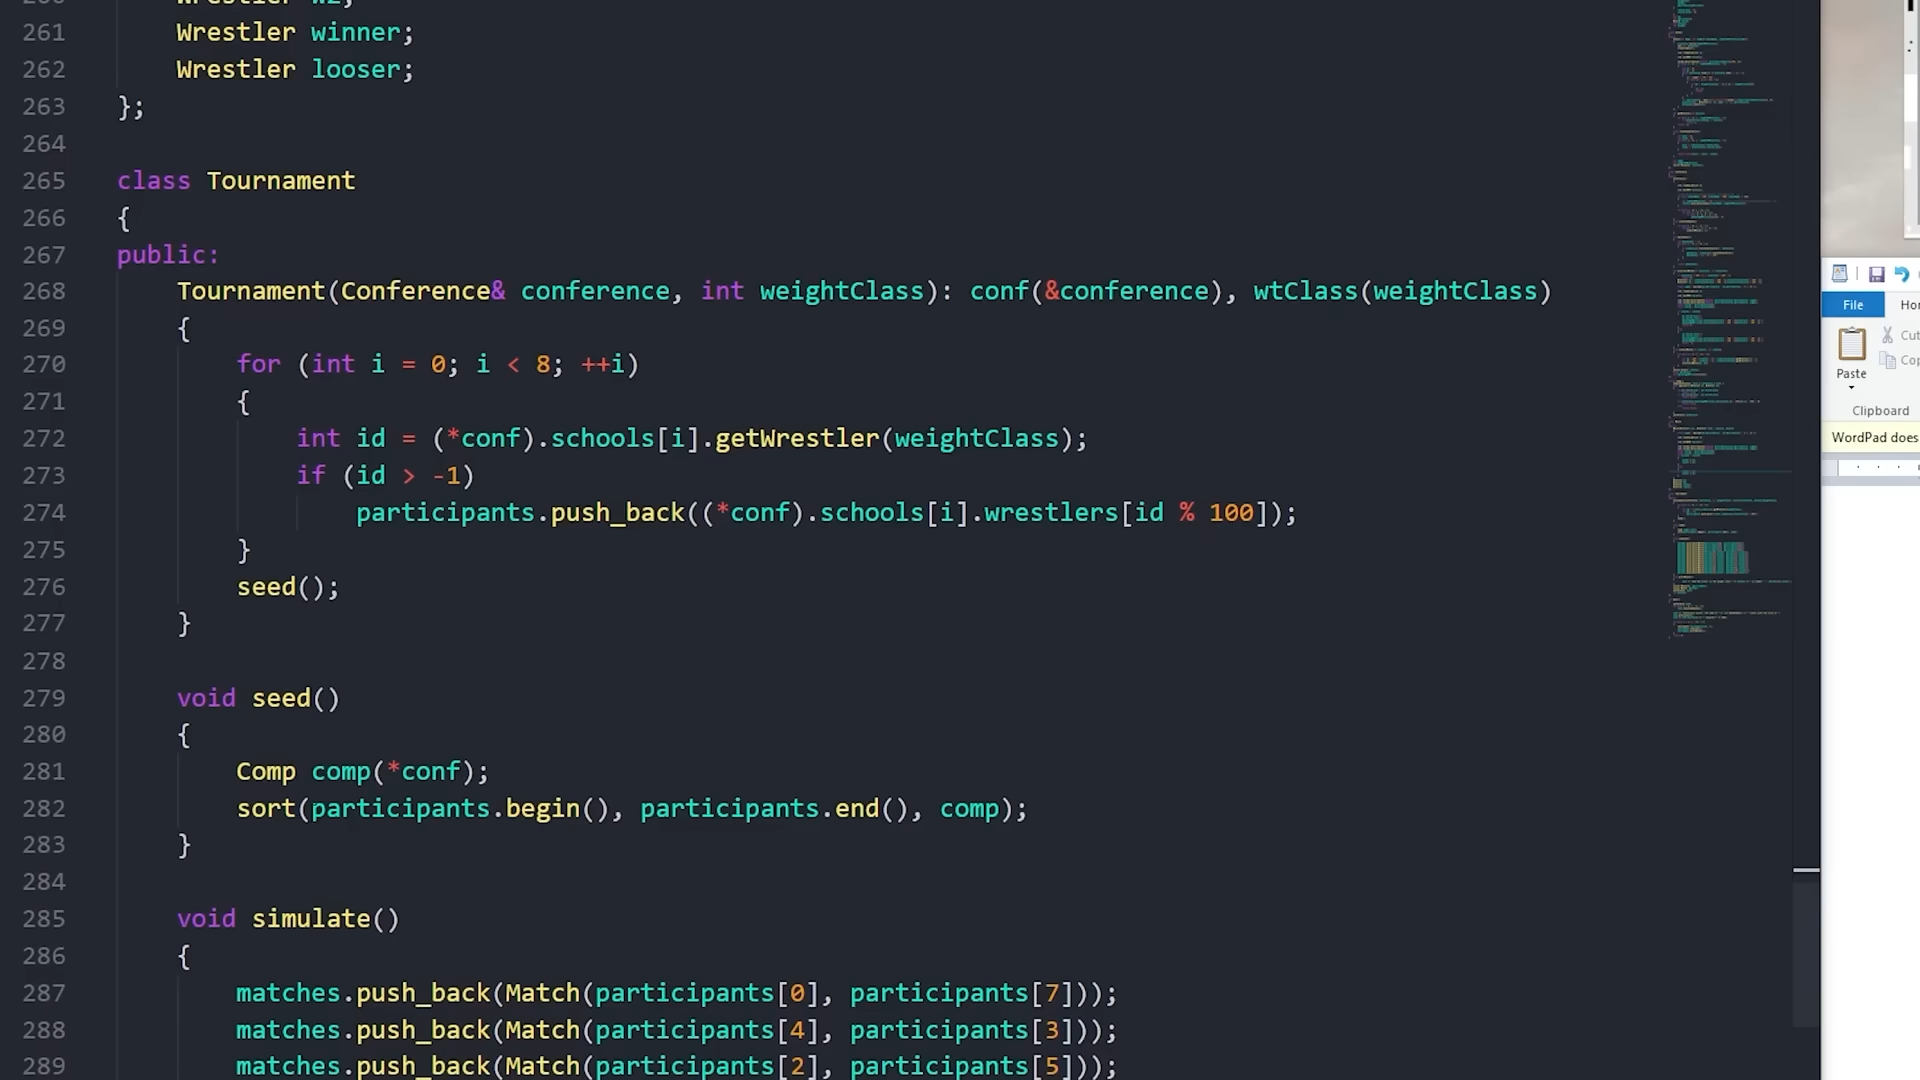 260 Wrestler w2;
261 Wrestler winner;
262 Wrestler looser;
263 };
264
265 class Tournament
266 {
267 public:
268 Tournament(Conference& conference, int weightClass): conf(&conference), wtClass(weightClass)
269 {
270 for (int i = 0; i < 8; ++i)
271 {
272 int id = (*conf).schools[i].getWrestler(weightClass);
273 if (id > -1)
274 participants.push_back((*conf).schools[i].wrestlers[id % 100]);
275 }
276 seed();
277 }
278
279 void seed()
280 {
281 Comp comp(*conf);
282 sort(participants.begin(), participants.end(), comp);
283 }
284
285 void simulate()
286 {
287 matches.push_back(Match(participants[0], participants[7]));
288 matches.push_back(Match(participants[4], participants[3]));
289 matches.push_back(Match(participants[2], participants[5]));
File
Paste
Clipboard
WordPad does